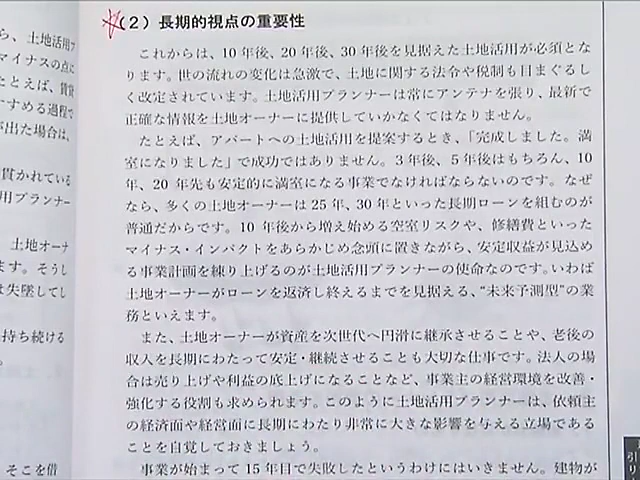 ら、土地活用プ
マイナスの点に
たとえば、賃貸
すすめる過程で
が出た場合は、
貫かれている
用プランナー
土地オーナ
ます。そうし
は失墜してし
持ち続ける
。
そこを借
(2) 長期的視点の重要性
これからは、10年後、20年後、30年後を見据えた土地活用が必須とな
ります。世の流れの変化は急激で、土地に関する法令や税制も目まぐるし
く改定されています。土地活用プランナーは常にアンテナを張り、最新で
正確な情報を土地オーナーに提供していかなくてはなりません。
たとえば、アパートへの土地活用を提案するとき、「完成しました。満
室になりました」で成功ではありません。3年後、5年後はもちろん、10
年、20年先も安定的に満室になる事業でなければならないのです。なぜ
なら、多くの土地オーナーは25年、30年といった長期ローンを組むのが
普通だからです。10年後から増え始める空室リスクや、修繕費といった
マイナス・インパクトをあらかじめ念頭に置きながら、安定収益が見込め
る事業計画を練り上げるのが土地活用プランナーの使命なのです。いわば
土地オーナーがローンを返済し終えるまでを見据える、“未来予測型”の業
務といえます。
また、土地オーナーが資産を次世代へ円滑に継承させることや、老後の
収入を長期にわたって安定・継続させることも大切な仕事です。法人の場
合は売り上げや利益の底上げになることなど、事業主の経営環境を改善・
強化する役割も求められます。このように土地活用プランナーは、依頼主
の経済面や経営面に長期にわたり非常に大きな影響を与える立場であるこ
とを自覚しておきましょう。
事業が始まって15年目で失敗したというわけにはいきません。建物が
引
り